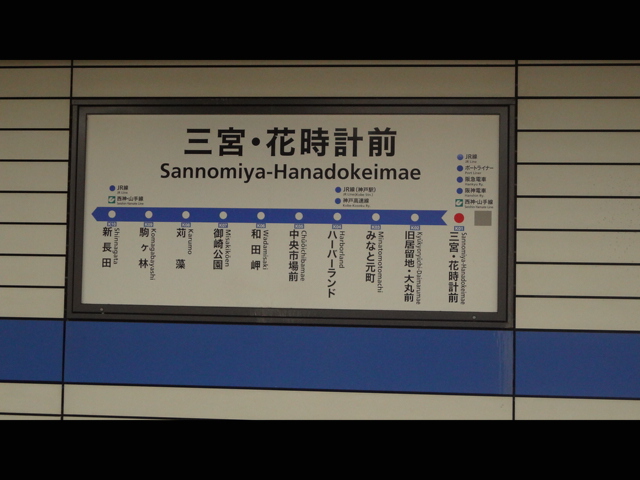 三宮・花時計前
Sannomiya-Hanadokeimae
JR線
西神・山手線
JR線(神戸駅)
神戸高速線
JR線
ポートライナー
阪急電車
阪神電車
西神・山手線
新長田
Shinnagata
駒ヶ林
Komagabayashi
苅藻
Karumo
御崎公園
Misakikōen
和田岬
Wadamisaki
中央市場前
Chūōichibamae
ハーバーランド
Harborland
みなと元町
Minatomotomachi
旧居留地・大丸前
Kyūkyoryūchi-Daimarumae
三宮・花時計前
Sannomiya-Hanadokeimae